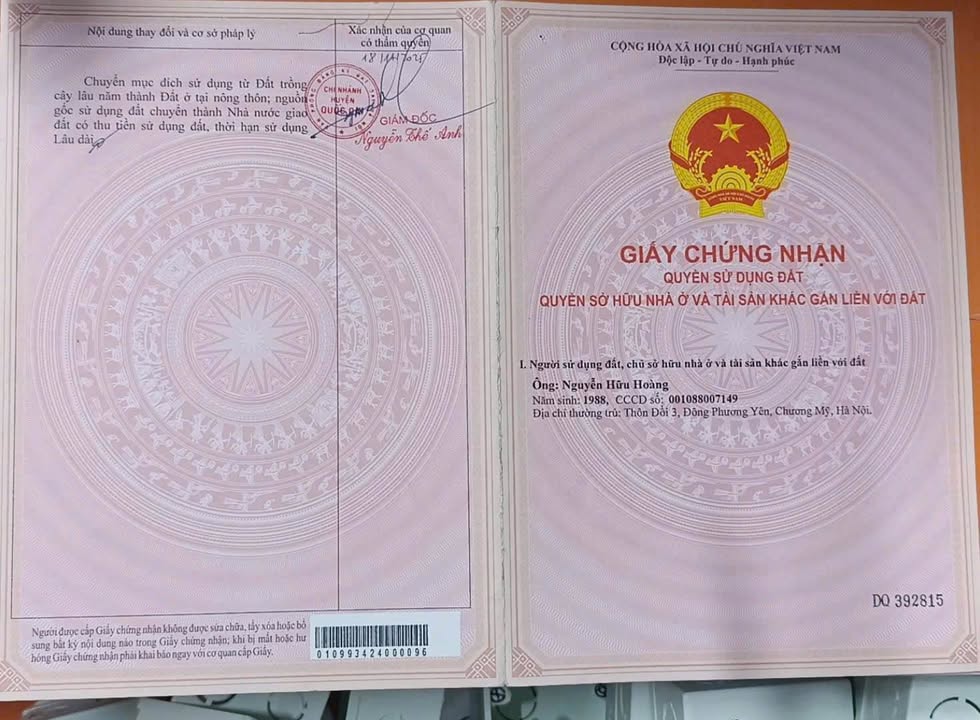 Nội dung thay đổi và cơ sở pháp lý
Xác nhận của cơ quan
có thẩm quyền
Chuyển mục đích sử dụng từ Đất trồng
cây lâu năm thành Đất ở tại nông thôn; nguồn
gốc sử dụng đất chuyển thành Nhà nước giao
đất có thu tiền sử dụng đất, thời hạn sử dụng
Lâu dài
CHI NHÁNH
HUYỆN
GIÁM ĐỐC
Nguyễn Thế Anh
Người được cấp Giấy chứng nhận không được sửa chữa, tẩy xóa hoặc bổ
sung bất kỳ nội dung nào trong Giấy chứng nhận; khi bị mất hoặc hư
hỏng Giấy chứng nhận phải khai báo ngay với cơ quan cấp Giấy.
010993424000096
CỘNG HÒA XÃ HỘI CHỦ NGHĨA VIỆT NAM
Độc lập - Tự do - Hạnh phúc
VIỆT NAM
GIẤY CHỨNG NHẬN
QUYỀN SỬ DỤNG ĐẤT
QUYỀN SỞ HỮU NHÀ Ở VÀ TÀI SẢN KHÁC GẮN LIỀN VỚI ĐẤT
I. Người sử dụng đất, chủ sở hữu nhà ở và tài sản khác gắn liền với đất
Ông: Nguyễn Hữu Hoàng
Năm sinh: 1988, CCCD số: 001088007149
Địa chỉ thường trú: Thôn Đồi 3, Đông Phương Yên, Chương Mỹ, Hà Nội.
DQ 392815